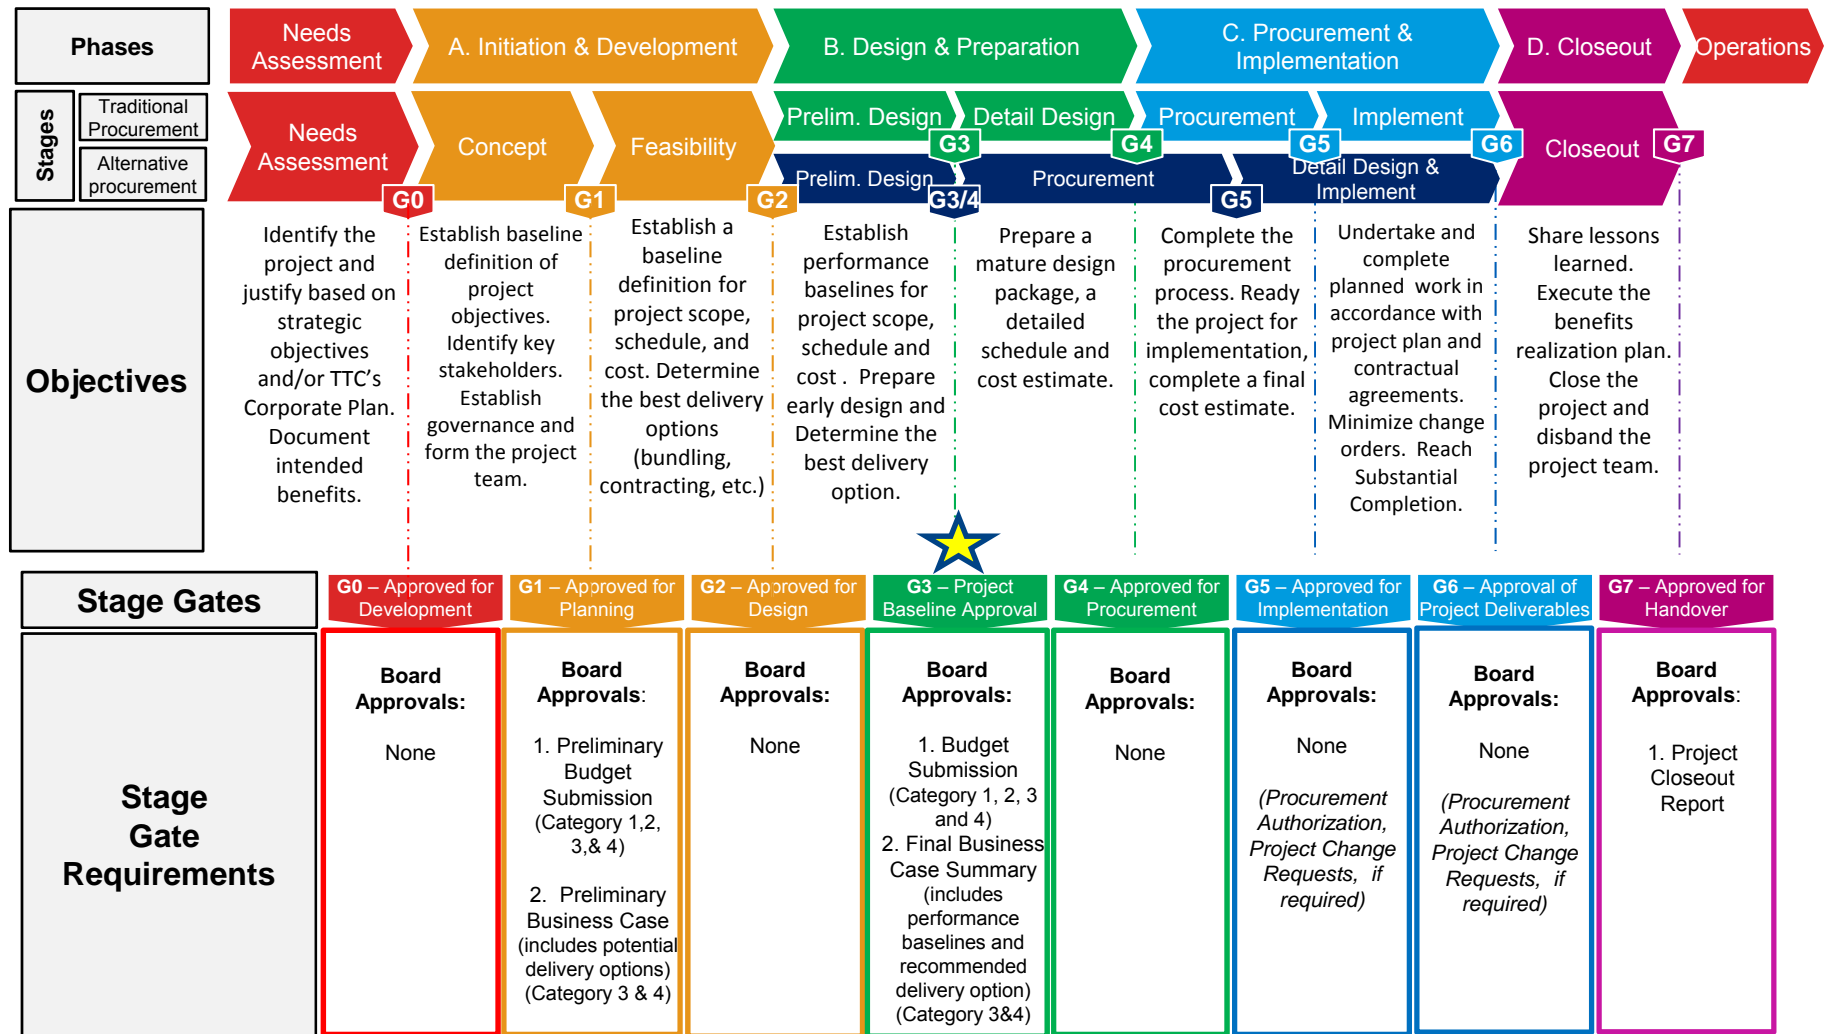 Phases
Needs
Assessment
A. Initiation & Development
B. Design & Preparation
C. Procurement &
Implementation
D. Closeout
Operations
Stages
Traditional
Procurement
Alternative
procurement
Needs
Assessment
Concept
Feasibility
Prelim. Design
Detail Design
Procurement
Implement
Closeout
Prelim. Design
Procurement
Detail Design &
Implement
G0
G1
G2
G3
G4
G5
G6
G7
G3/4
G5
Objectives
Identify the
project and
justify based on
strategic
objectives
and/or TTC’s
Corporate Plan.
Document
intended
benefits.
Establish baseline
definition of
project
objectives.
Identify key
stakeholders.
Establish
governance and
form the project
team.
Establish a
baseline
definition for
project scope,
schedule, and
cost. Determine
the best delivery
options
(bundling,
contracting, etc.)
Establish
performance
baselines for
project scope,
schedule and
cost . Prepare
early design and
Determine the
best delivery
option.
Prepare a
mature design
package, a
detailed
schedule and
cost estimate.
Complete the
procurement
process. Ready
the project for
implementation,
complete a final
cost estimate.
Undertake and
complete
planned work in
accordance with
project plan and
contractual
agreements.
Minimize change
orders. Reach
Substantial
Completion.
Share lessons
learned.
Execute the
benefits
realization plan.
Close the
project and
disband the
project team.
Stage Gates
G0 – Approved for
Development
G1 – Approved for
Planning
G2 – Approved for
Design
G3 – Project
Baseline Approval
G4 – Approved for
Procurement
G5 – Approved for
Implementation
G6 – Approval of
Project Deliverables
G7 – Approved for
Handover
Stage
Gate
Requirements
Board
Approvals:
None
Board
Approvals:
1. Preliminary
Budget
Submission
(Category 1,2,
3,& 4)
2. Preliminary
Business Case
(includes potential
delivery options)
(Category 3 & 4)
Board
Approvals:
None
Board
Approvals:
1. Budget
Submission
(Category 1, 2, 3
and 4)
2. Final Business
Case Summary
(includes
performance
baselines and
recommended
delivery option)
(Category 3&4)
Board
Approvals:
None
Board
Approvals:
None
(Procurement
Authorization,
Project Change
Requests, if
required)
Board
Approvals:
None
(Procurement
Authorization,
Project Change
Requests, if
required)
Board
Approvals:
1. Project
Closeout
Report